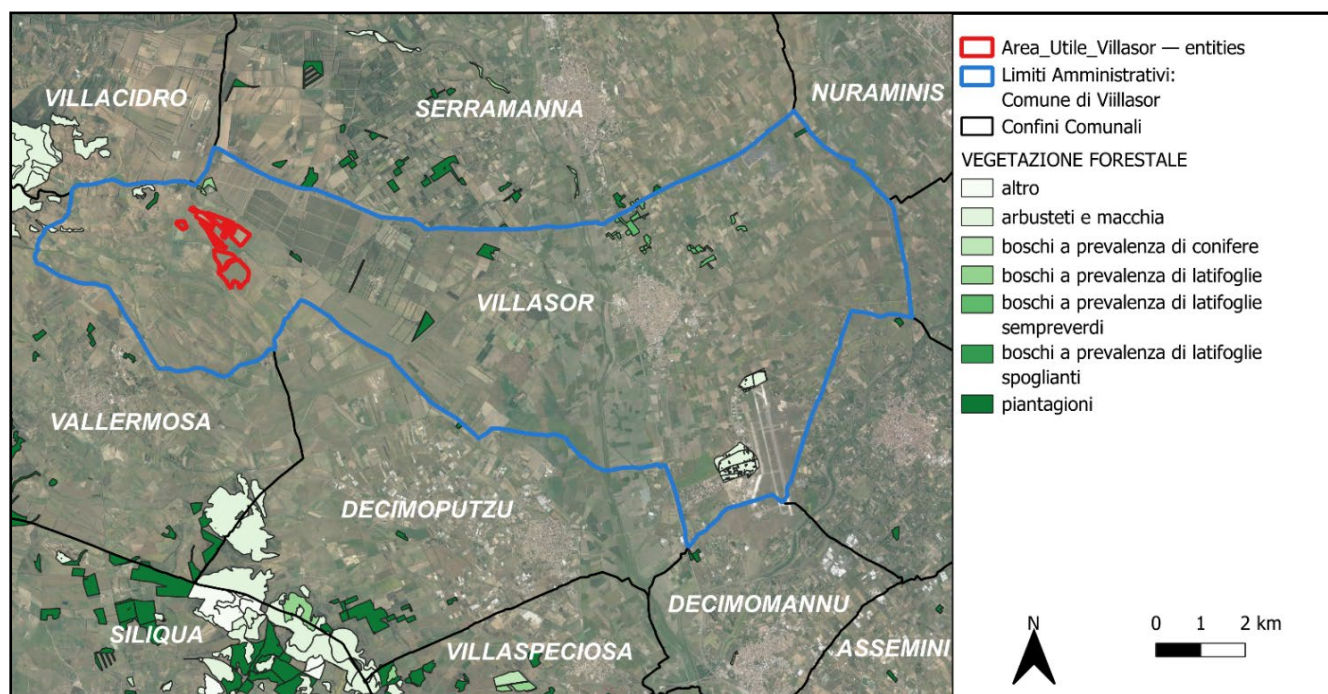 VILLACIDRO
SERRAMANNA
NURAMINIS
VILLASOR
VALLERMOSA
DECIMOPUTZU
DECIMOMANNU
SILIQUA
VILLASPECIOSA
ASSEMINI
Area_Utile_Villasor — entities
Limiti Amministrativi:
Comune di Viillasor
Confini Comunali
VEGETAZIONE FORESTALE
altro
arbusteti e macchia
boschi a prevalenza di conifere
boschi a prevalenza di latifoglie
boschi a prevalenza di latifoglie
sempreverdi
boschi a prevalenza di latifoglie
spoglianti
piantagioni
N
0 1 2 km